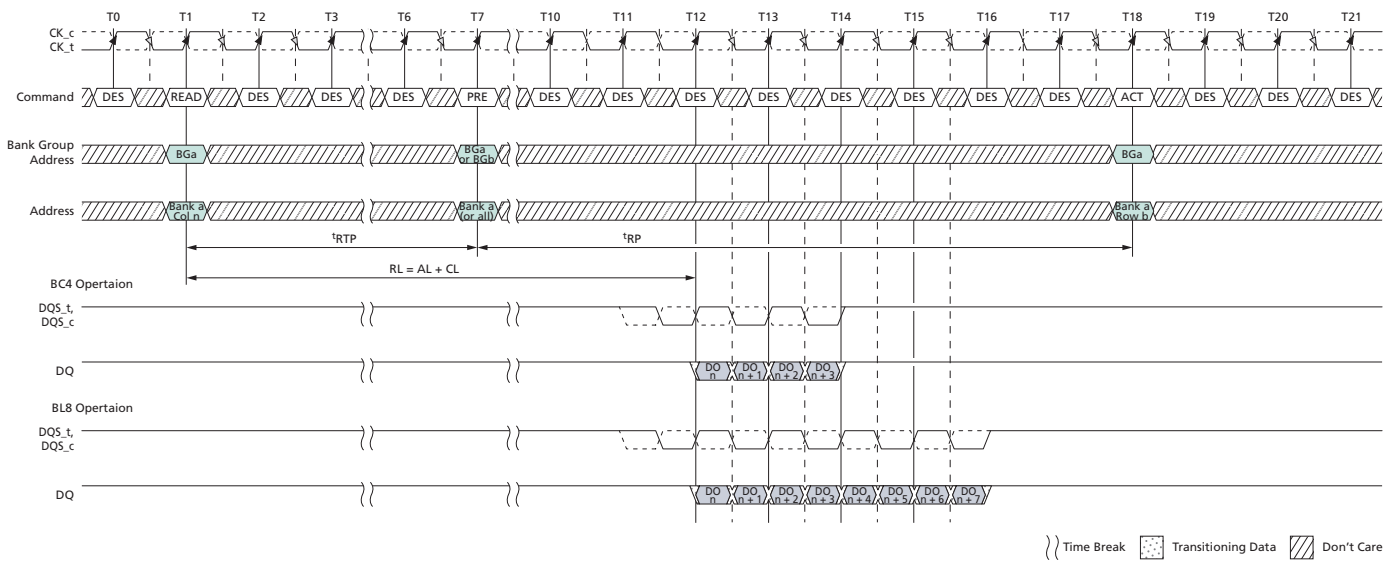 T0 T1 T2 T3 T6 T7 T10 T11 T12 T13 T14 T15 T16 T17 T18 T19 T20 T21
CK_c
CK_t
Command DES READ DES DES DES PRE DES DES DES DES DES DES DES DES ACT DES DES DES
Bank Group
Address
BGa
BGa
or BGb
BGa
Address
Bank a
Col n
Bank a
(or all)
Bank a
Row b
tRTP tRP
RL = AL + CL
BC4 Opertaion
DQS_t,
DQS_c
DQ
DO
n
DO
n + 1
DO
n + 2
DO
n + 3
BL8 Opertaion
DQS_t,
DQS_c
DQ
DO
n
DO
n + 1
DO
n + 2
DO
n + 3
DO
n + 4
DO
n + 5
DO
n + 6
DO
n + 7
Time Break Transitioning Data Don't Care